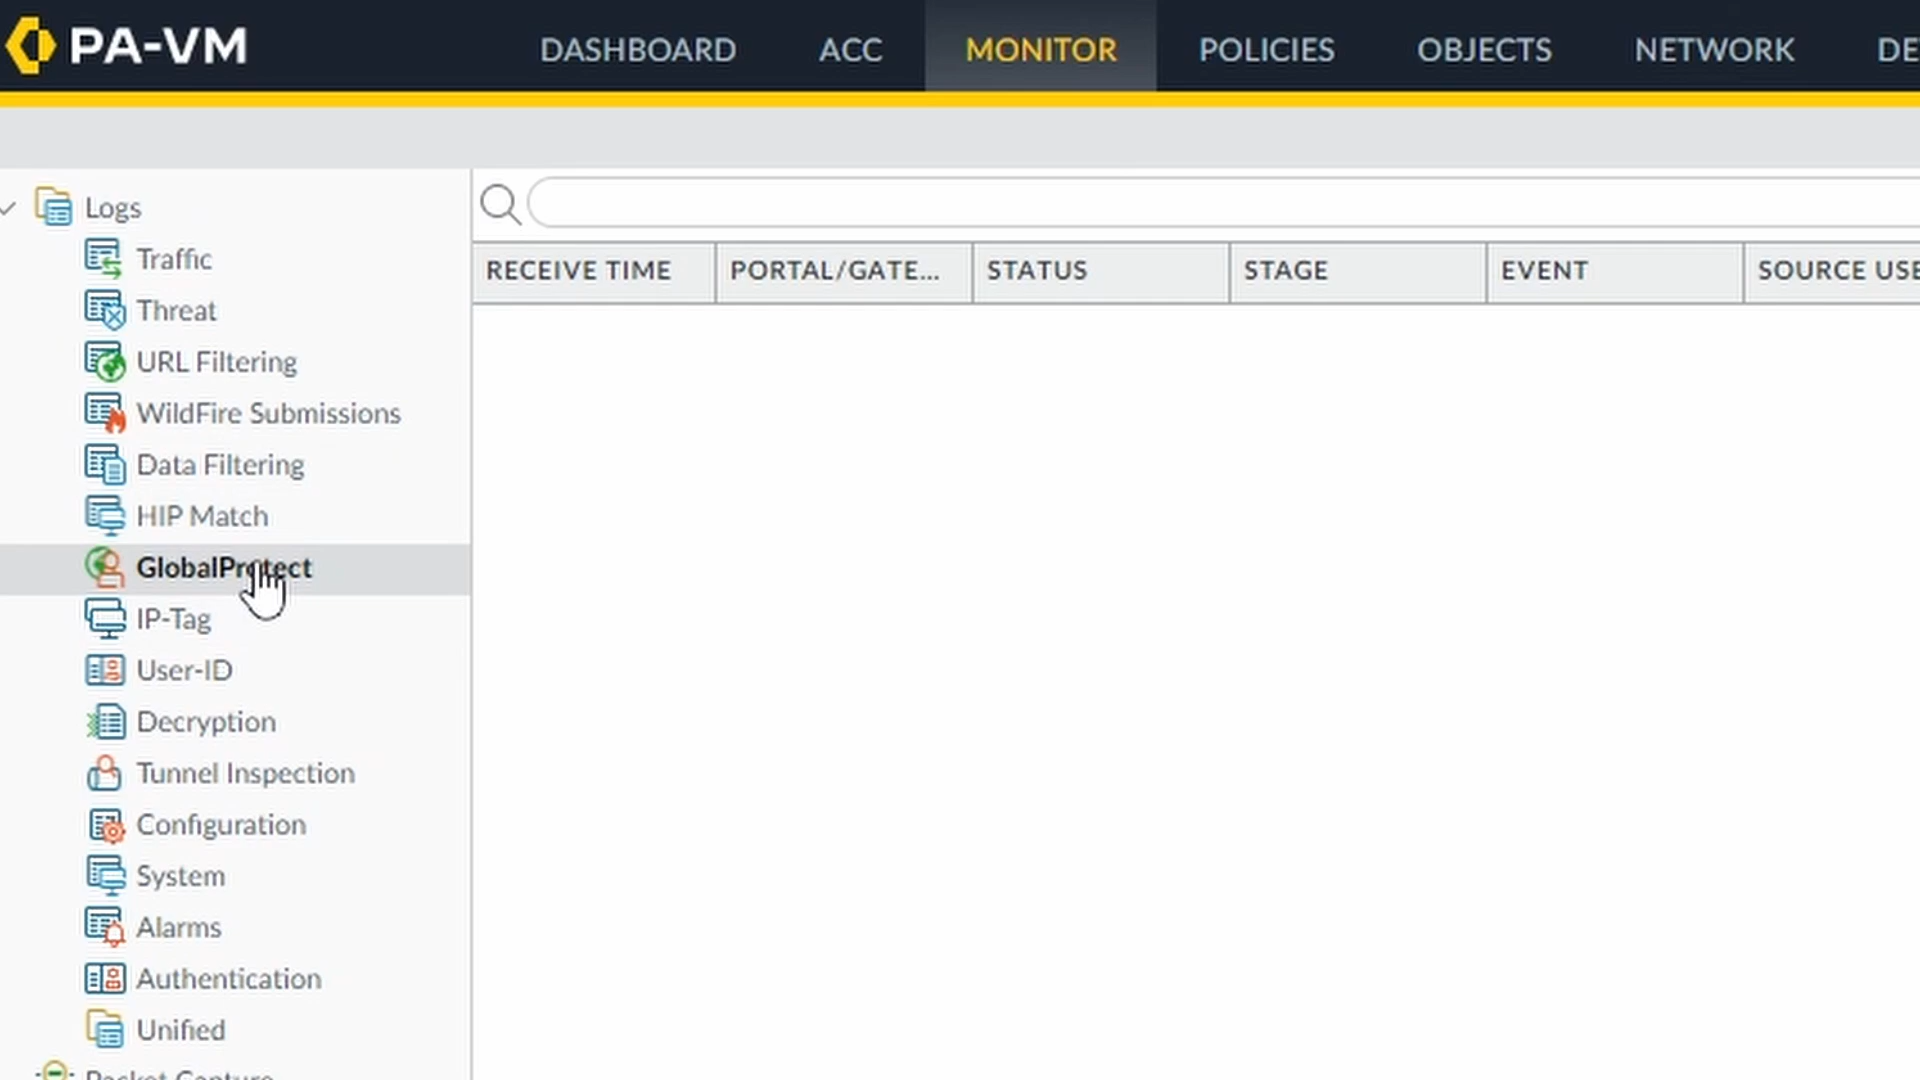 PA-VM
DASHBOARD ACC MONITOR POLICIES OBJECTS NETWORK DE
Logs
Traffic
Threat
URL Filtering
WildFire Submissions
Data Filtering
HIP Match
GlobalProtect
IP-Tag
User-ID
Decryption
Tunnel Inspection
Configuration
System
Alarms
Authentication
Unified
Packet Capture
RECEIVE TIME PORTAL/GATE... STATUS STAGE EVENT SOURCE USE